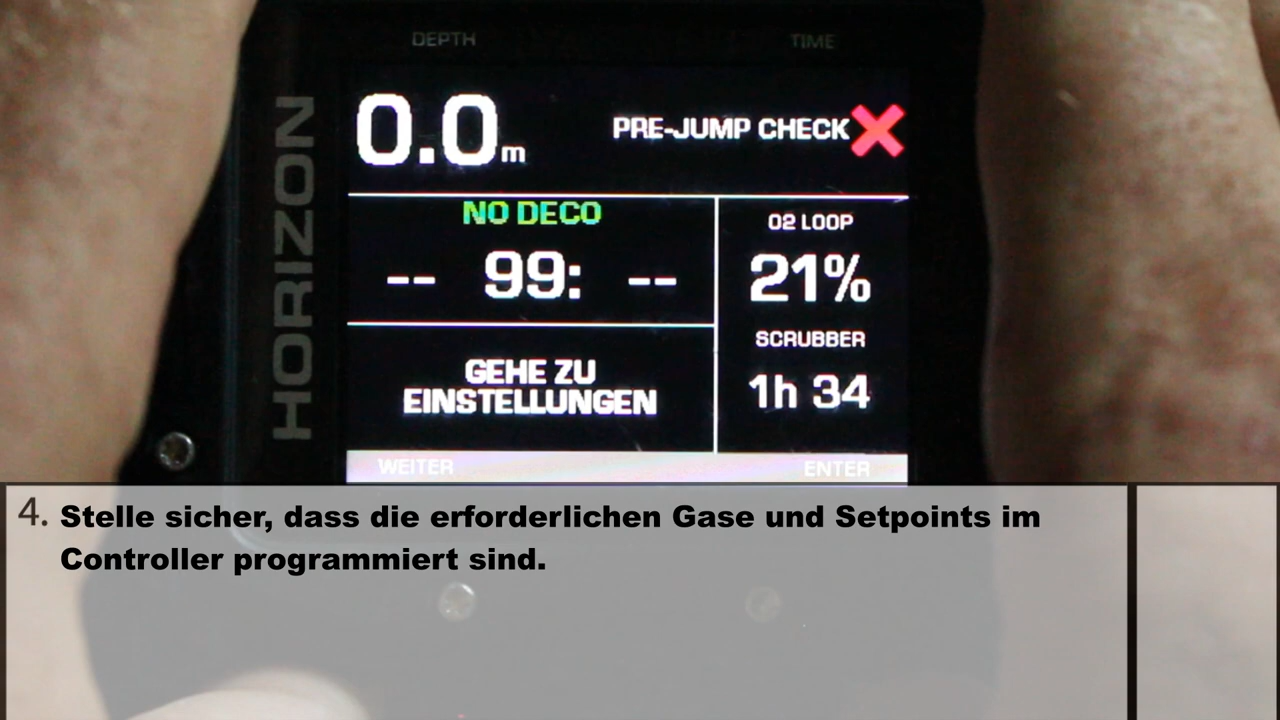 DEPTH TIME
HORIZON
0.0m PRE-JUMP CHECK
NO DECO
-- 99: --
O2 LOOP
21%
SCRUBBER
1h 34
GEHE ZU
EINSTELLUNGEN
WEITER ENTER
4. Stelle sicher, dass die erforderlichen Gase und Setpoints im
Controller programmiert sind.